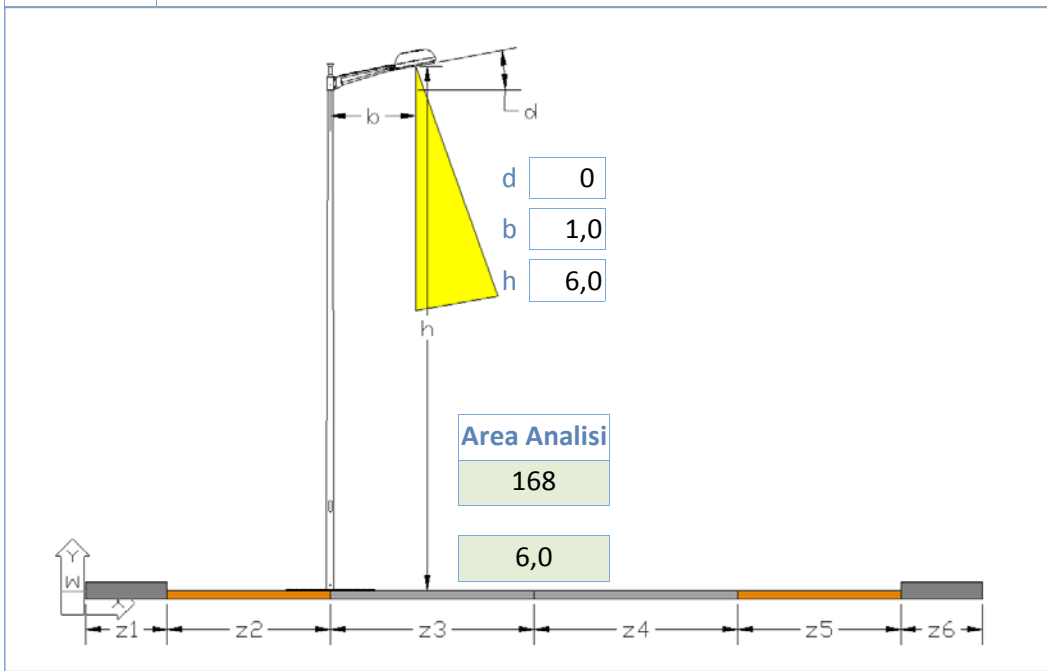 b
d
d 0
b 1,0
h 6,0
h
Area Analisi
168
6,0
Y
W
X
z1 z2 z3 z4 z5 z6